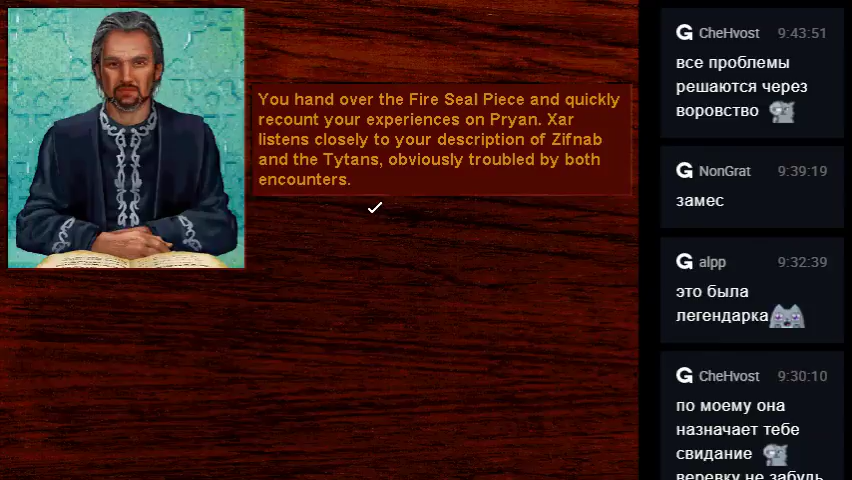 You hand over the Fire Seal Piece and quickly
recount your experiences on Pryan. Xar
listens closely to your description of Zifnab
and the Tytans, obviously troubled by both
encounters.
G CheHvost 9:43:51
все проблемы
решаются через
воровство
G NonGrat 9:39:19
замес
G alpp 9:32:39
это была
легендарка
G CheHvost 9:30:10
по моему она
назначает тебе
свидание
веревку не забудь